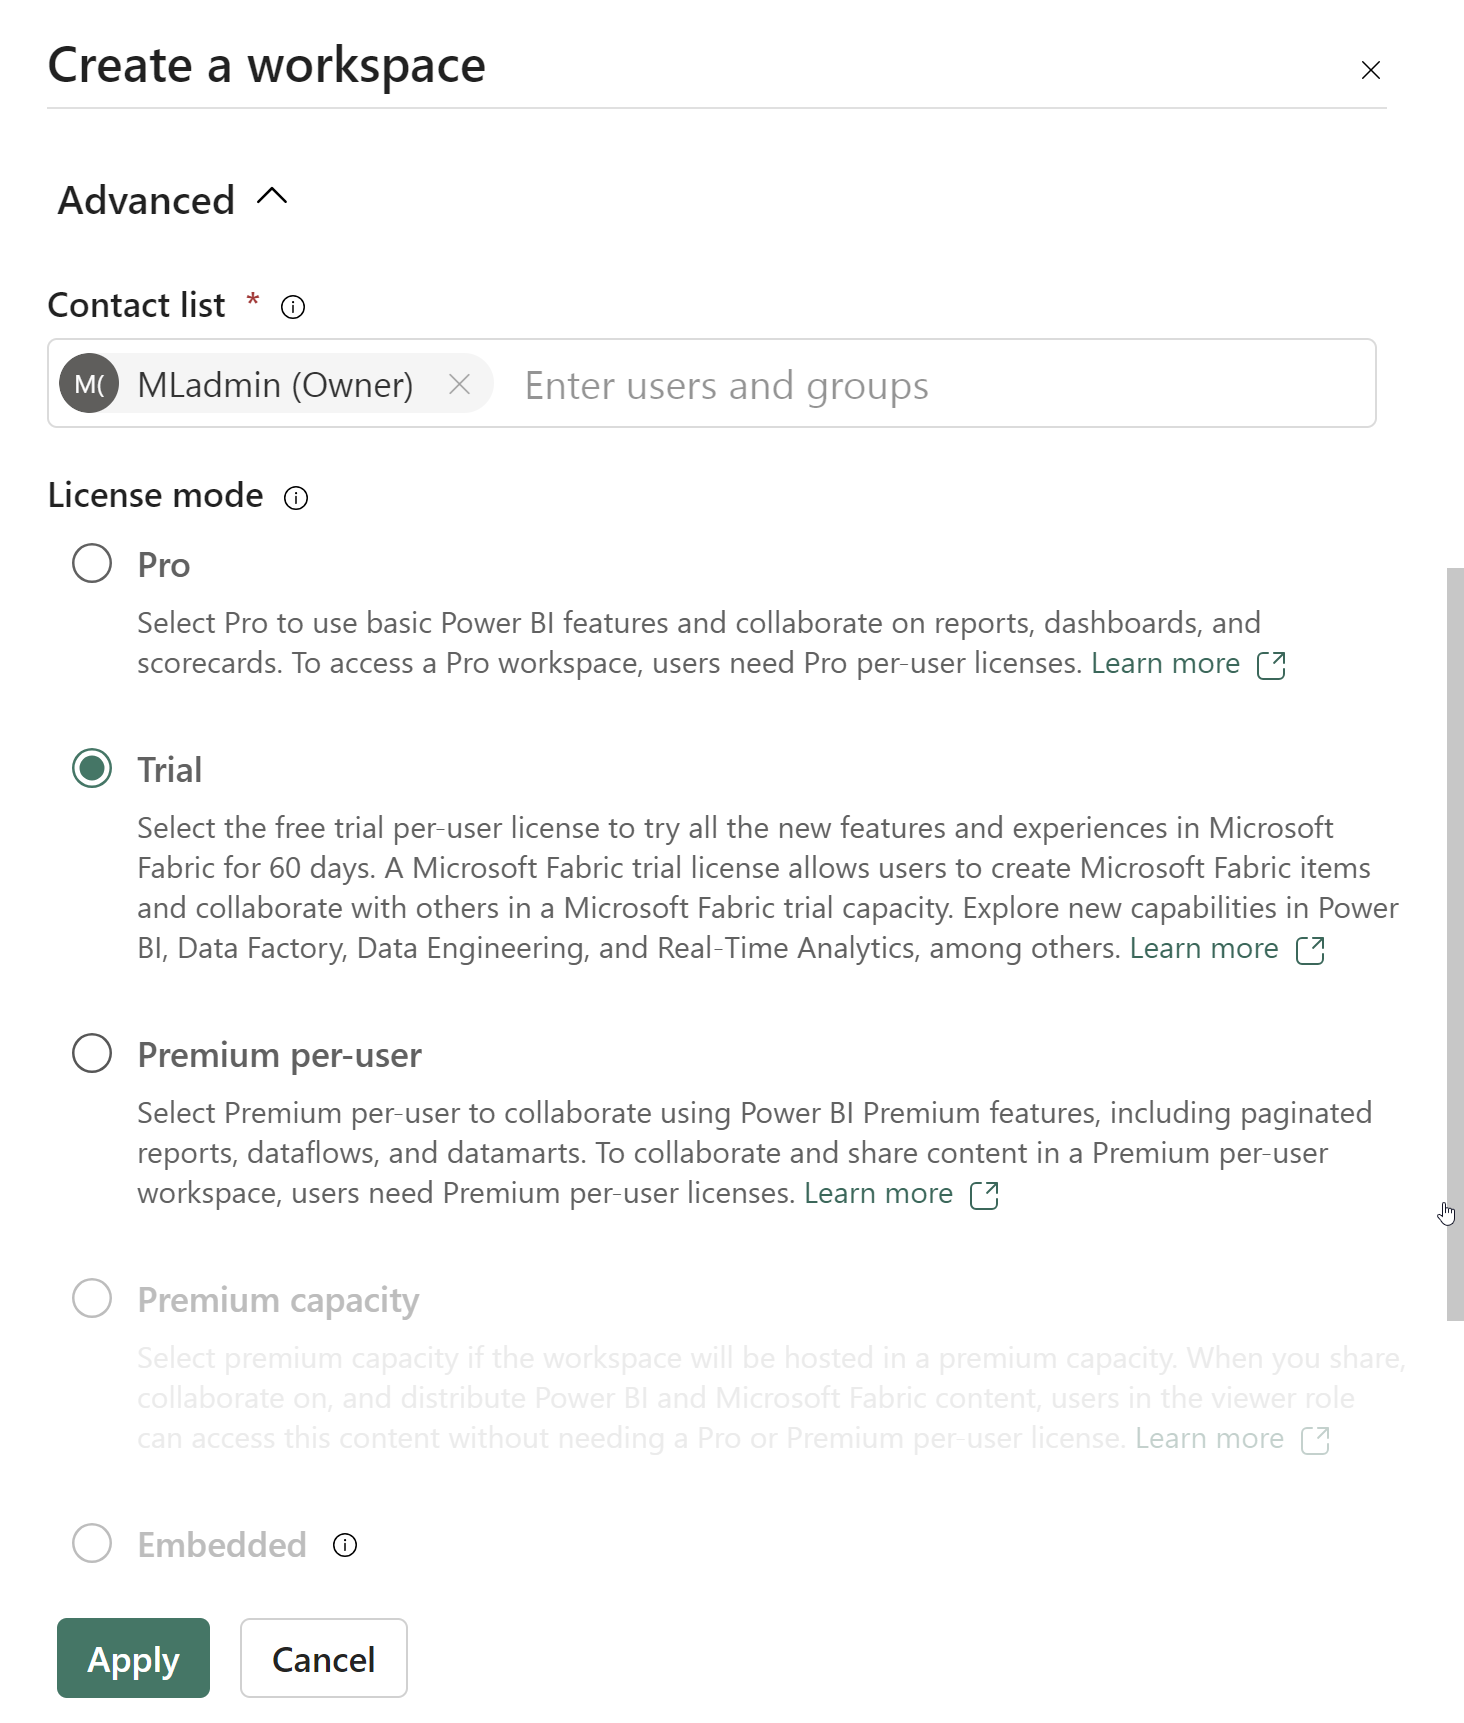 Create a workspace
Advanced
Contact list *
M( MLadmin (Owner) Enter users and groups
License mode
Pro
Select Pro to use basic Power BI features and collaborate on reports, dashboards, and
scorecards. To access a Pro workspace, users need Pro per-user licenses. Learn more
Trial
Select the free trial per-user license to try all the new features and experiences in Microsoft
Fabric for 60 days. A Microsoft Fabric trial license allows users to create Microsoft Fabric items
and collaborate with others in a Microsoft Fabric trial capacity. Explore new capabilities in Power
BI, Data Factory, Data Engineering, and Real-Time Analytics, among others. Learn more
Premium per-user
Select Premium per-user to collaborate using Power BI Premium features, including paginated
reports, dataflows, and datamarts. To collaborate and share content in a Premium per-user
workspace, users need Premium per-user licenses. Learn more
Premium capacity
Select premium capacity if the workspace will be hosted in a premium capacity. When you share,
collaborate on, and distribute Power BI and Microsoft Fabric content, users in the viewer role
can access this content without needing a Pro or Premium per-user license. Learn more
Embedded
Apply Cancel